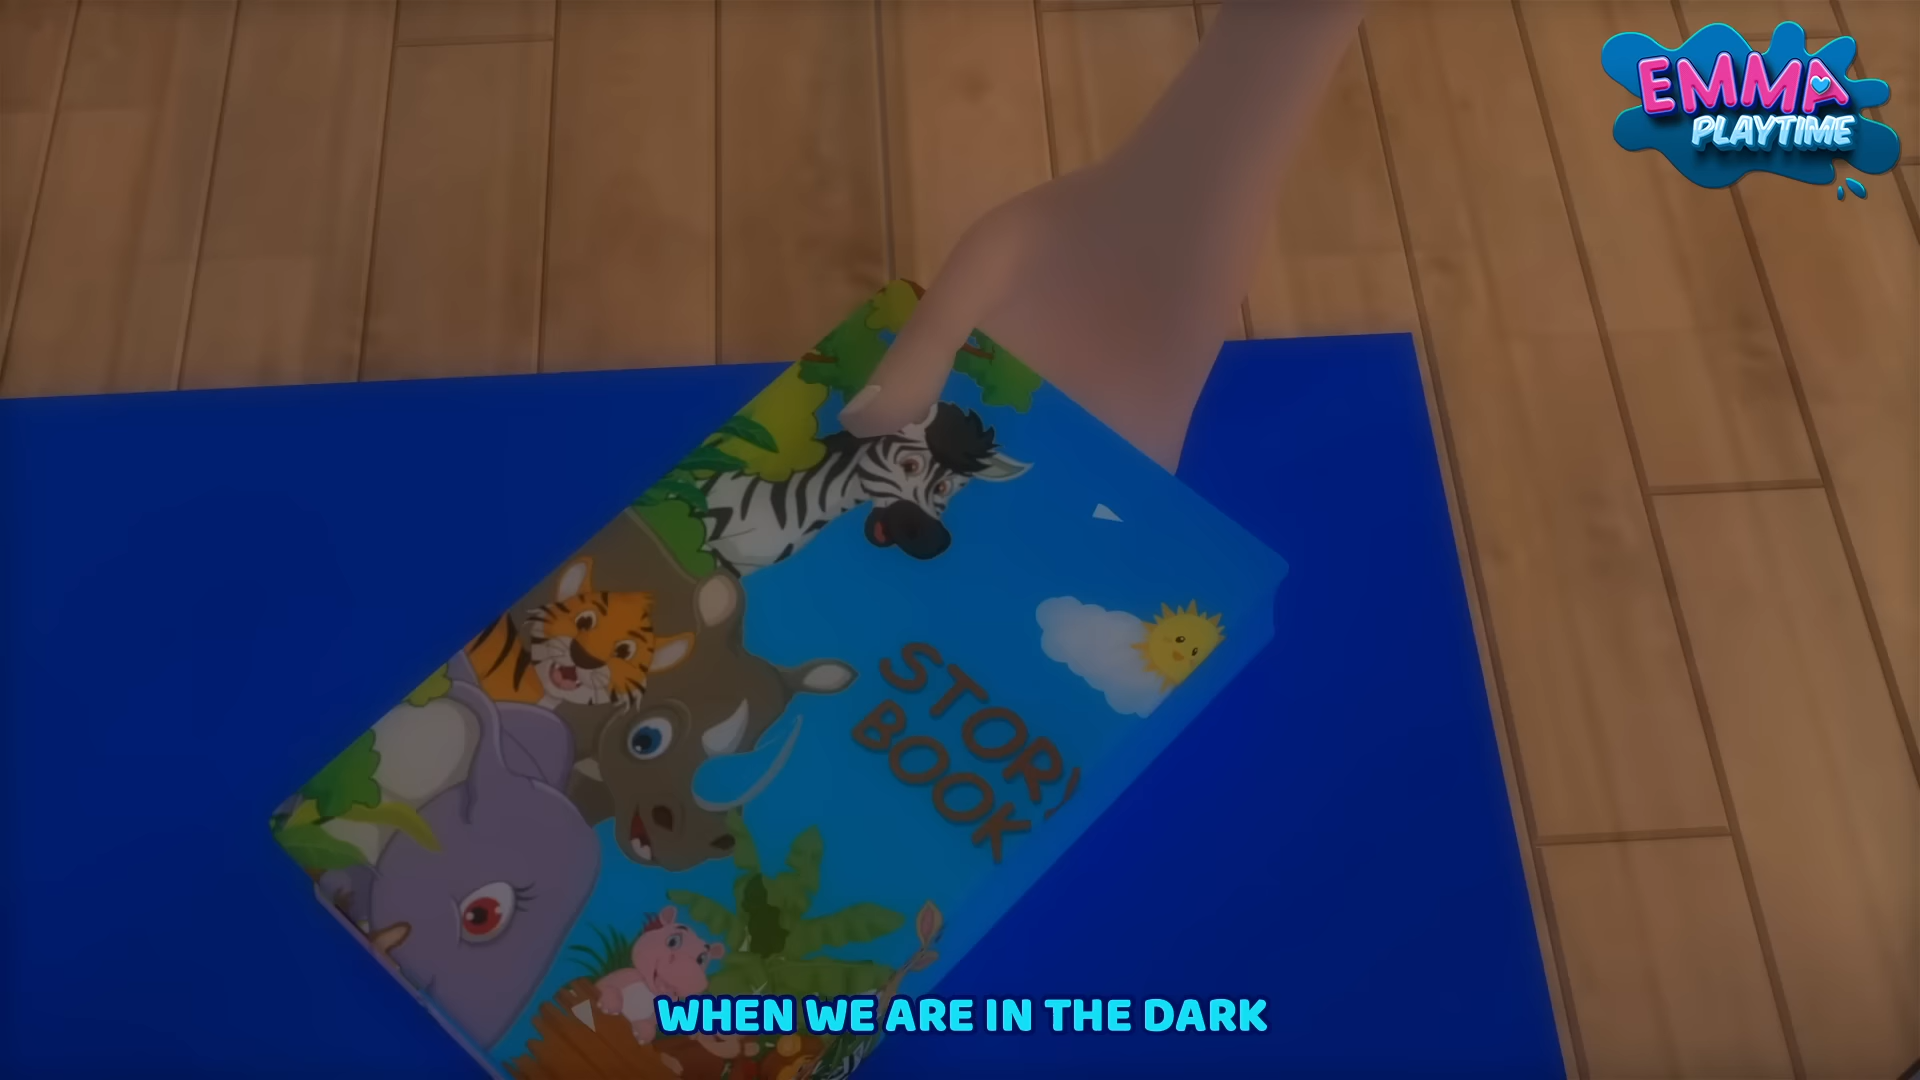 EMMA
PLAYTIME
STORY
BOOK
WHEN WE ARE IN THE DARK